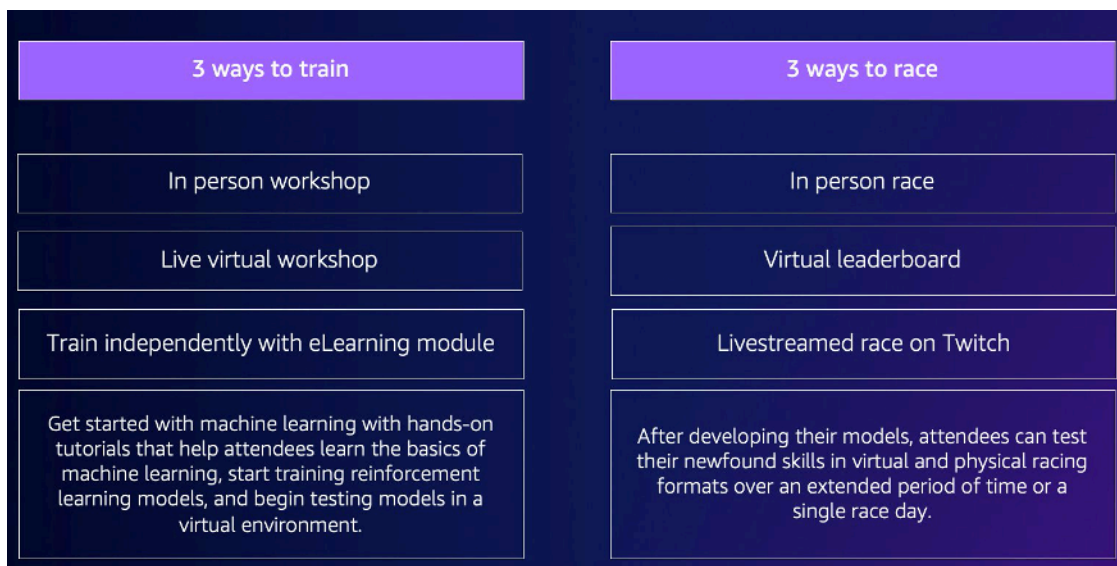 3 ways to train
In person workshop
Live virtual workshop
Train independently with eLearning module
Get started with machine learning with hands-on
tutorials that help attendees learn the basics of
machine learning, start training reinforcement
learning models, and begin testing models in a
virtual environment.
3 ways to race
In person race
Virtual leaderboard
Livestreamed race on Twitch
After developing their models, attendees can test
their newfound skills in virtual and physical racing
formats over an extended period of time or a
single race day.